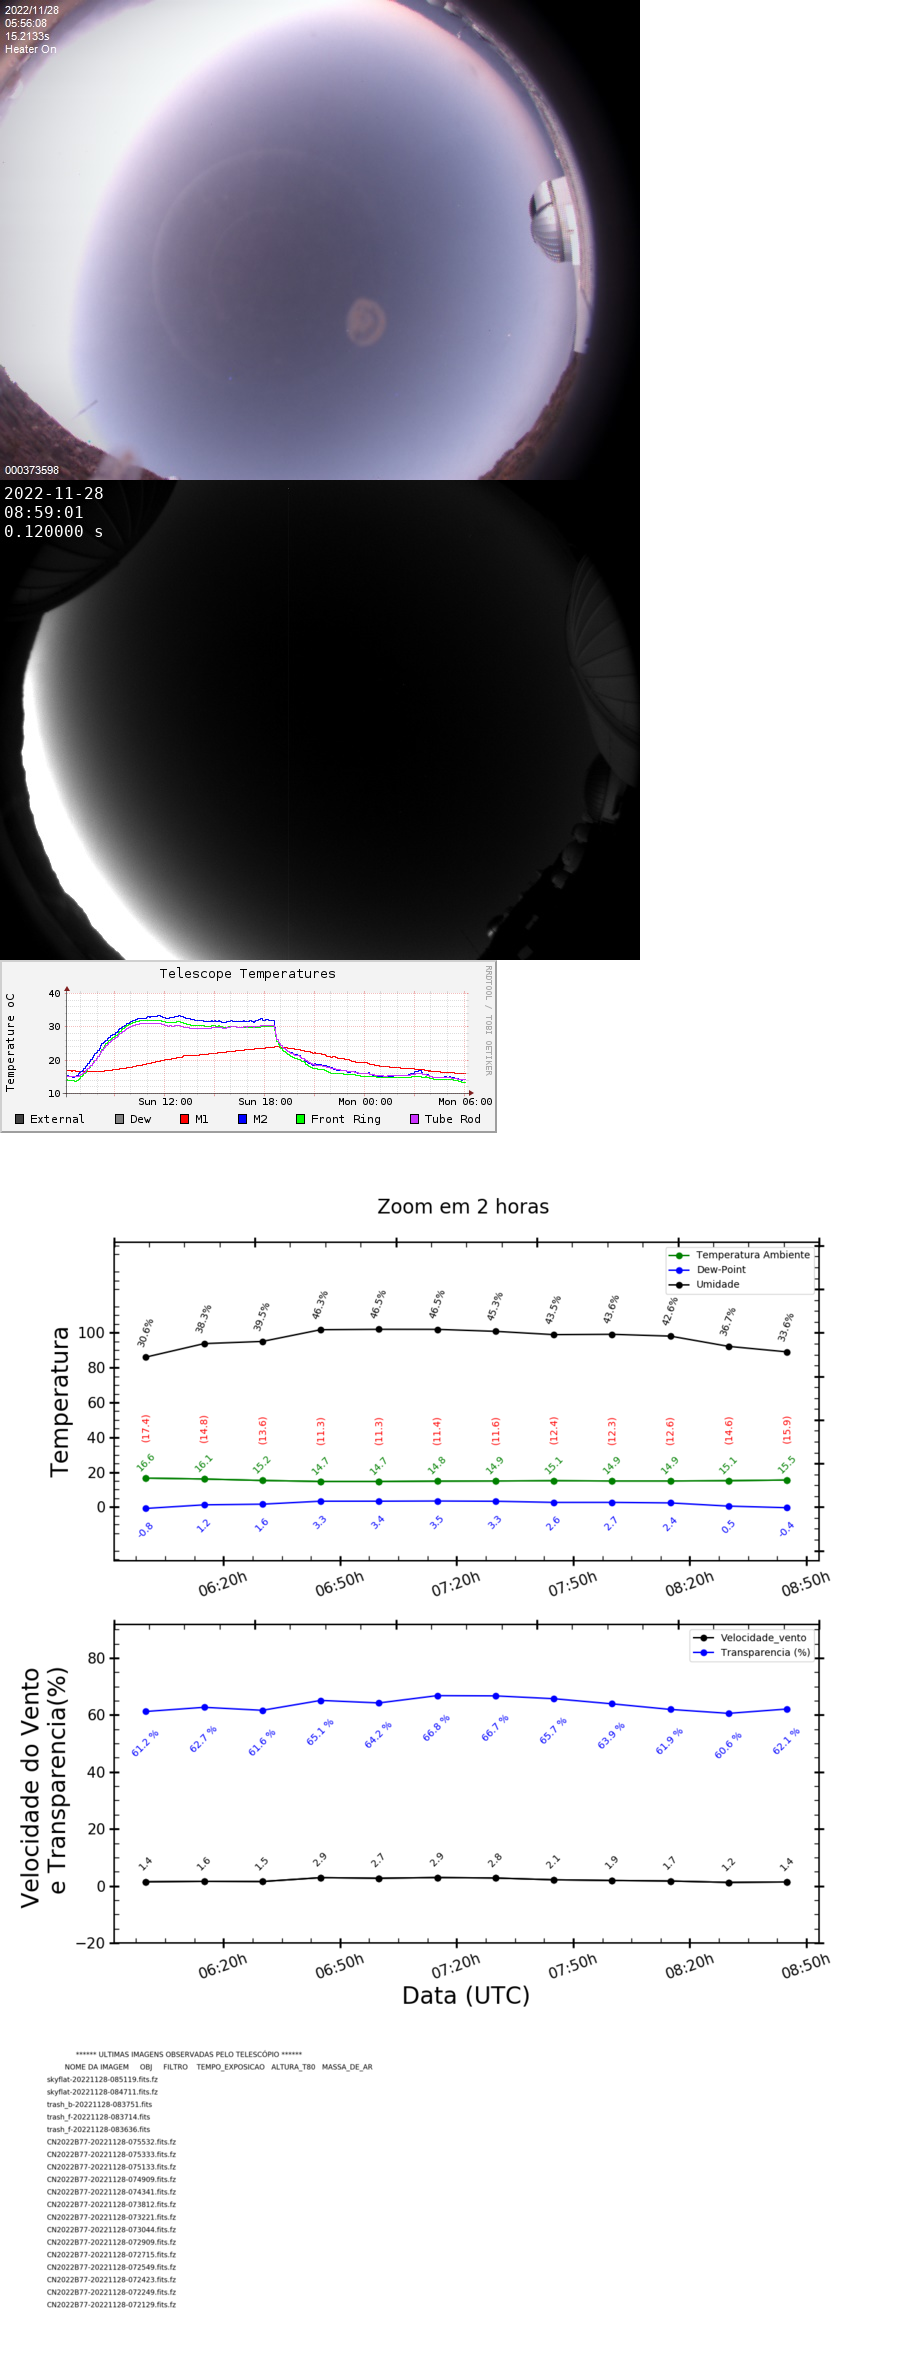 2022/11/28
05:56:08
15.2133s
Heater On
000373598
2022-11-28
08:59:01
0.120000 s
Telescope Temperatures
RRDTOOL / TOBI OETIKER
Temperature oC
40
30
20
10
Sun 12:00 Sun 18:00 Mon 00:00 Mon 06:00
External Dew M1 M2 Front Ring Tube Rod
Zoom em 2 horas
Temperatura Ambiente
Dew-Point
Umidade
Temperatura
100
80
60
40
20
0
30.6% 38.3% 39.5% 46.3% 46.5% 46.5% 45.3% 43.5% 43.6% 42.6% 36.7% 33.6%
(17.4) (14.8) (13.6) (11.3) (11.3) (11.4) (11.6) (12.4) (12.3) (12.6) (14.6) (15.9)
16.6 16.1 15.2 14.7 14.7 14.8 14.9 15.1 14.9 14.9 15.1 15.5
-0.8 1.2 1.6 3.3 3.4 3.5 3.3 2.6 2.7 2.4 0.5 -0.4
06:20h 06:50h 07:20h 07:50h 08:20h 08:50h
Velocidade_vento
Transparencia (%)
Velocidade do Vento
e Transparencia(%)
80
60
40
20
0
−20
61.2 % 62.7 % 61.6 % 65.1 % 64.2 % 66.8 % 66.7 % 65.7 % 63.9 % 61.9 % 60.6 % 62.1 %
1.4 1.6 1.5 2.9 2.7 2.9 2.8 2.1 1.9 1.7 1.2 1.4
06:20h 06:50h 07:20h 07:50h 08:20h 08:50h
Data (UTC)
****** ULTIMAS IMAGENS OBSERVADAS PELO TELESCÓPIO ******
NOME DA IMAGEM OBJ FILTRO TEMPO_EXPOSICAO ALTURA_T80 MASSA_DE_AR
skyflat-20221128-085119.fits.fz
skyflat-20221128-084711.fits.fz
trash_b-20221128-083751.fits
trash_f-20221128-083714.fits
trash_f-20221128-083636.fits
CN2022B77-20221128-075532.fits.fz
CN2022B77-20221128-075333.fits.fz
CN2022B77-20221128-075133.fits.fz
CN2022B77-20221128-074909.fits.fz
CN2022B77-20221128-074341.fits.fz
CN2022B77-20221128-073812.fits.fz
CN2022B77-20221128-073221.fits.fz
CN2022B77-20221128-073044.fits.fz
CN2022B77-20221128-072909.fits.fz
CN2022B77-20221128-072715.fits.fz
CN2022B77-20221128-072549.fits.fz
CN2022B77-20221128-072423.fits.fz
CN2022B77-20221128-072249.fits.fz
CN2022B77-20221128-072129.fits.fz